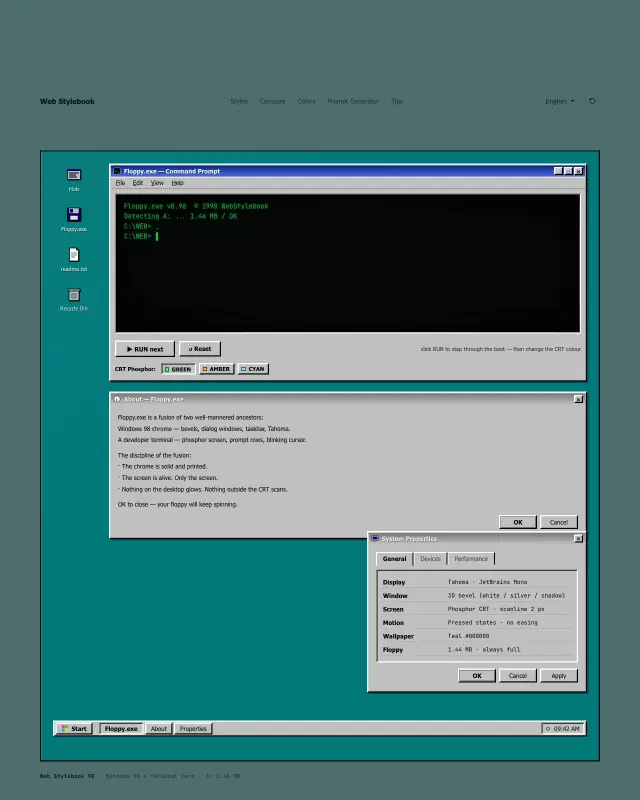 Web Stylebook
Styles Compare Colors Prompt Generator Tips
English
Hub
Floppy.exe
readme.txt
Recycle Bin
Floppy.exe — Command Prompt
File Edit View Help
Floppy.exe v0.98 © 1998 WebStylebook
Detecting A: ... 1.44 MB / OK
C:\WEB> _
C:\WEB>
▶ RUN next
↺ Reset
click RUN to step through the boot — then change the CRT colour
CRT Phosphor: GREEN AMBER CYAN
About — Floppy.exe
Floppy.exe is a fusion of two well-mannered ancestors:
Windows 98 chrome — bevels, dialog windows, taskbar, Tahoma.
A developer terminal — phosphor screen, prompt rows, blinking cursor.
The discipline of the fusion:
· The chrome is solid and printed.
· The screen is alive. Only the screen.
· Nothing on the desktop glows. Nothing outside the CRT scans.
OK to close — your floppy will keep spinning.
OK Cancel
System Properties
General Devices Performance
Display Tahoma · JetBrains Mono
Window 3D bevel (white / silver / shadow)
Screen Phosphor CRT · scanline 2 px
Motion Pressed states · no easing
Wallpaper Teal #008080
Floppy 1.44 MB · always full
OK Cancel Apply
Start Floppy.exe About Properties 09:42 AM
Web Stylebook 98 Windows 98 × Terminal Core A: 1.44 MB